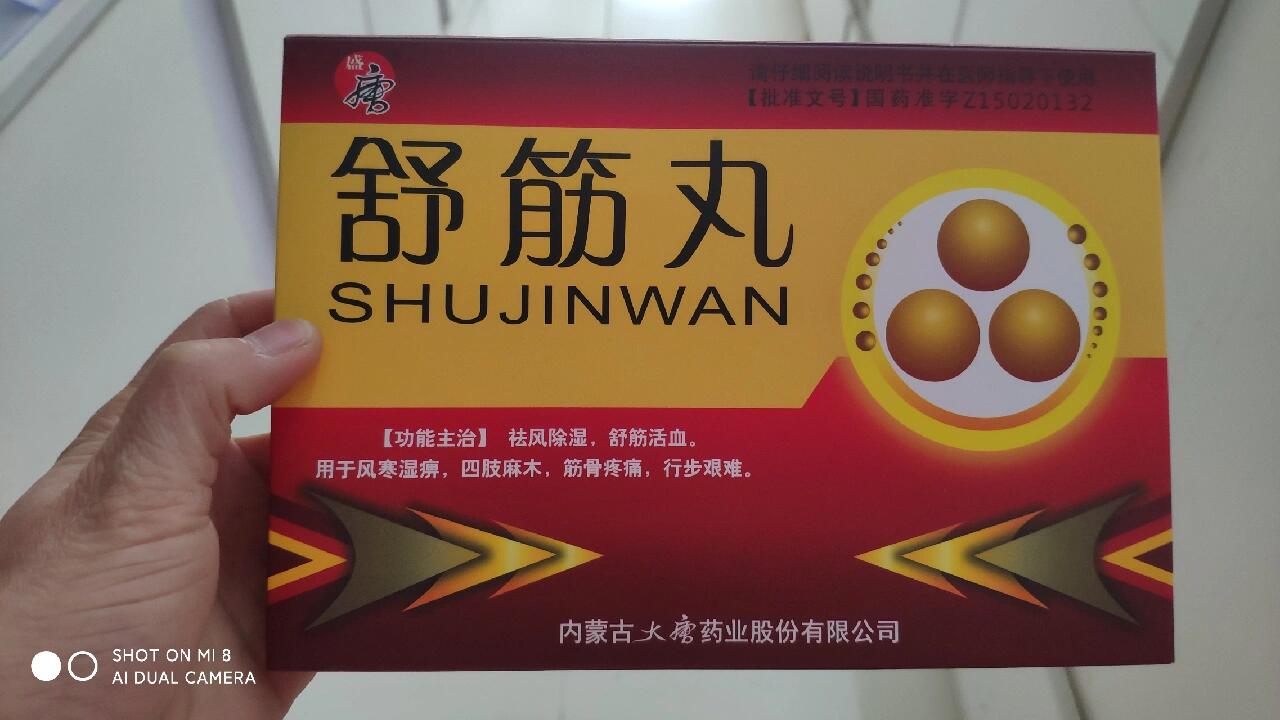 盛唐
请仔细阅读说明书并在医师指导下使用
【批准文号】国药准字Z15020132
舒筋丸
SHUJINWAN
【功能主治】 祛风除湿，舒筋活血。
用于风寒湿痹，四肢麻木，筋骨疼痛，行步艰难。
内蒙古大唐药业股份有限公司
SHOT ON MI 8
AI DUAL CAMERA